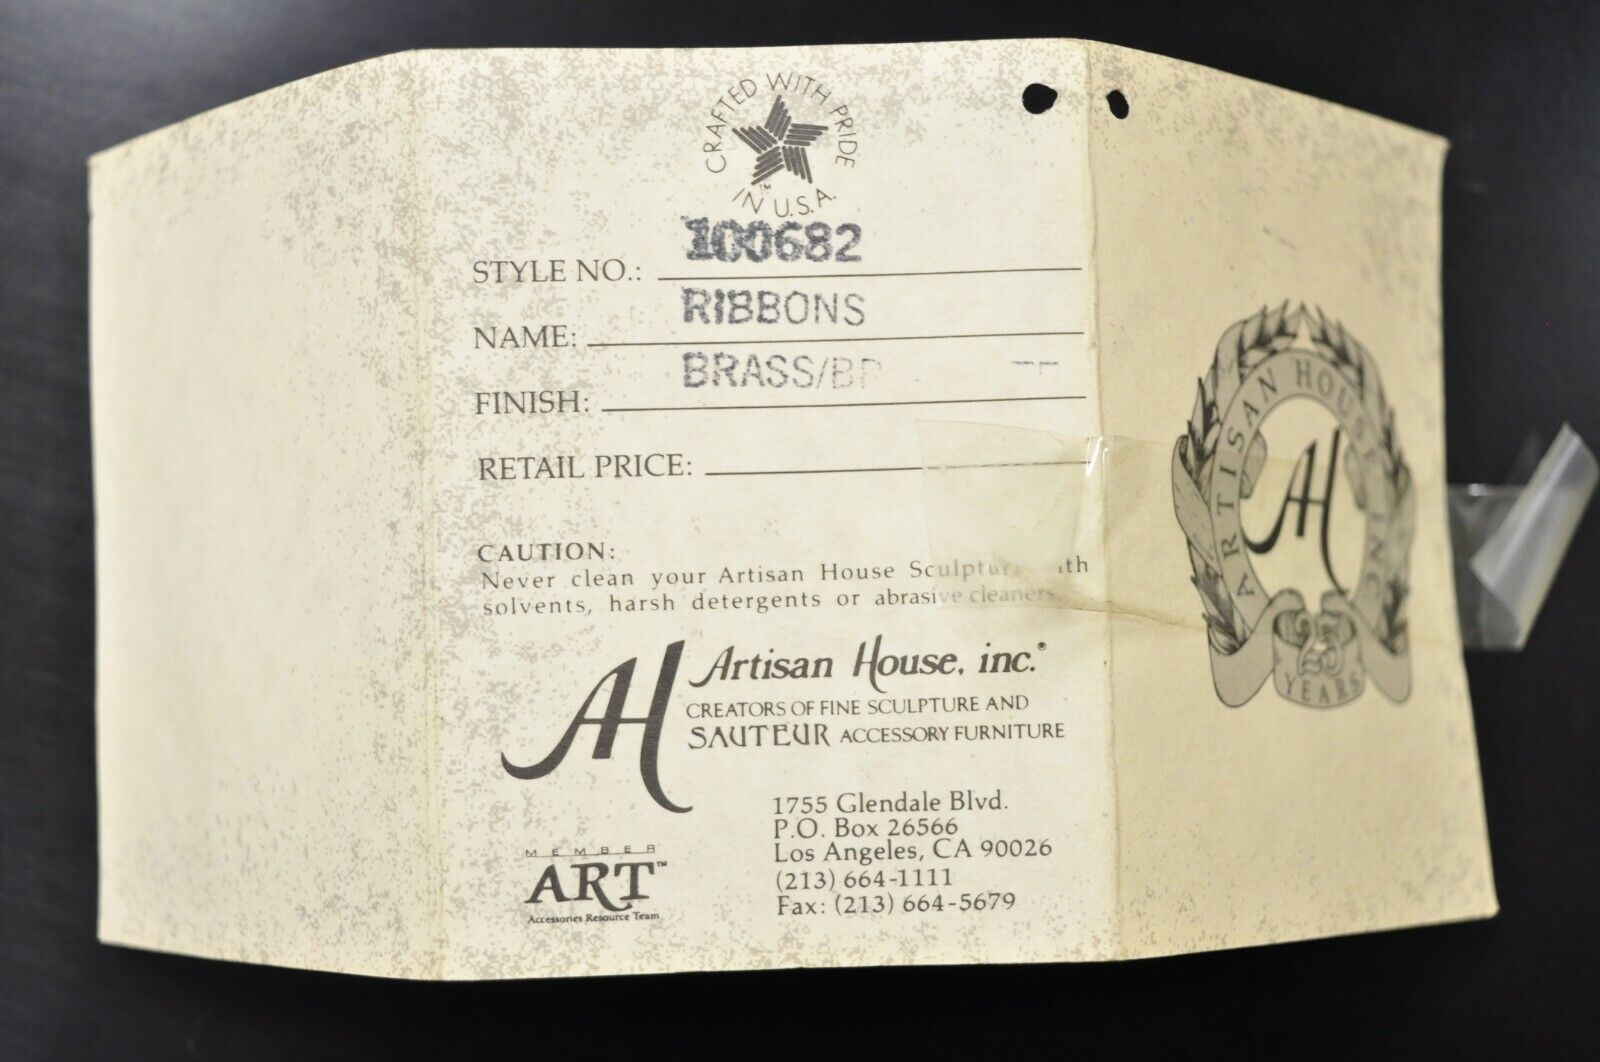 CRAFTED WITH PRIDE
IN U.S.A.
STYLE NO.: 100682
NAME: RIBBONS
FINISH: BRASS/
RETAIL PRICE:
CAUTION:
Never clean your Artisan House Sculpture with
solvents, harsh detergents or abrasive cleaners.
AH Artisan House, inc.®
CREATORS OF FINE SCULPTURE AND
SAUTEUR ACCESSORY FURNITURE
1755 Glendale Blvd.
P.O. Box 26566
Los Angeles, CA 90026
(213) 664-1111
Fax: (213) 664-5679
MEMBER
ART™
Accessories Resource Team
ARTISAN HOUSE INC.
AH
25
YEARS